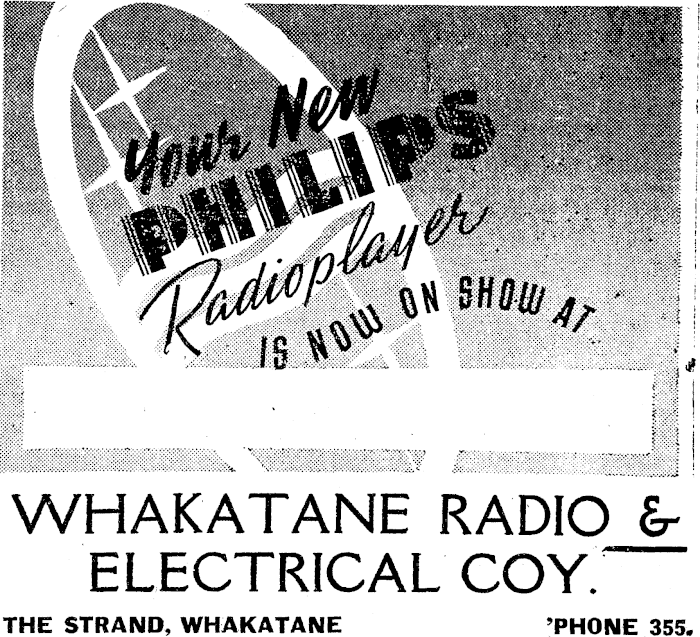 Your New
PHILIPS
Radioplayer
IS NOW ON SHOW AT
WHAKATANE RADIO &
ELECTRICAL COY.
THE STRAND, WHAKATANE 'PHONE 355.